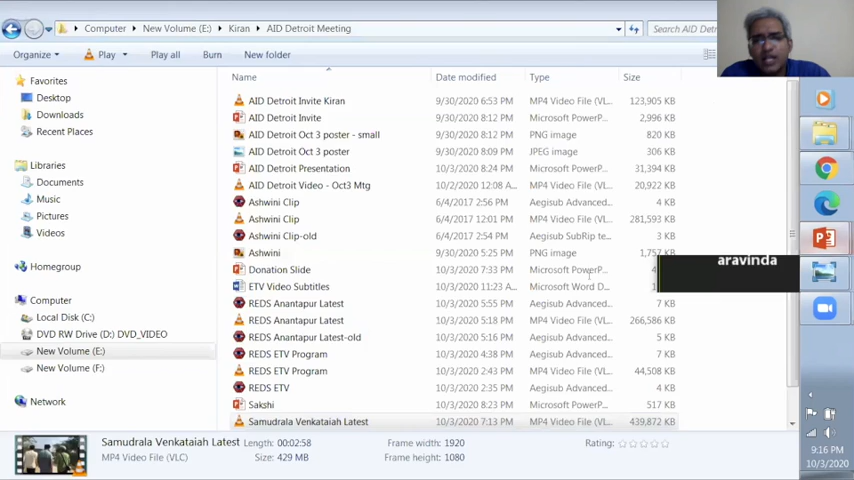 Computer New Volume (E:) Kiran AID Detroit Meeting
Search AID Det
Organize Play Play all Burn New folder
Name Date modified Type Size
Favorites
Desktop
Downloads
Recent Places
Libraries
Documents
Music
Pictures
Videos
Homegroup
Computer
Local Disk (C:)
DVD RW Drive (D:) DVD_VIDEO
New Volume (E:)
New Volume (F:)
Network
AID Detroit Invite Kiran 9/30/2020 6:53 PM MP4 Video File (VL... 123,905 KB
AID Detroit Invite 9/30/2020 8:12 PM Microsoft PowerP... 2,996 KB
AID Detroit Oct 3 poster - small 9/30/2020 8:12 PM PNG image 820 KB
AID Detroit Oct 3 poster 9/30/2020 8:09 PM JPEG image 306 KB
AID Detroit Presentation 10/3/2020 8:24 PM Microsoft PowerP... 31,394 KB
AID Detroit Video - Oct3 Mtg 10/2/2020 12:08 A... MP4 Video File (VL... 20,922 KB
Ashwini Clip 6/4/2017 2:56 PM Aegisub Advanced...
Ashwini Clip 6/4/2017 12:01 PM MP4 Video File (VL... 281,593 KB
Ashwini Clip-old 6/4/2017 2:54 PM Aegisub SubRip te... 3 KB
Ashwini 9/30/2020 5:25 PM PNG image 1,757 KB
Donation Slide 10/3/2020 7:33 PM Microsoft PowerP...
ETV Video Subtitles 10/3/2020 11:23 A... Microsoft Word D...
REDS Anantapur Latest 10/3/2020 5:55 PM Aegisub Advanced... 7 KB
REDS Anantapur Latest 10/3/2020 5:18 PM MP4 Video File (VL... 266,586 KB
REDS Anantapur Latest-old 10/3/2020 5:16 PM Aegisub Advanced... 5 KB
REDS ETV Program 10/3/2020 4:38 PM Aegisub Advanced... 7 KB
REDS ETV Program 10/3/2020 2:41 PM MP4 Video File (VL... 44,508 KB
REDS ETV 10/3/2020 2:35 PM Aegisub Advanced... 4 KB
Sakshi 10/3/2020 8:23 PM Microsoft PowerP... 517 KB
Samudrala Venkataiah Latest 10/3/2020 7:13 PM MP4 Video File (VL... 439,872 KB
aravinda
Samudrala Venkataiah Latest Length: 00:02:58 Frame width: 1920 Rating:
MP4 Video File (VLC) Size: 429 MB Frame height: 1080
9:16 PM
10/3/2020